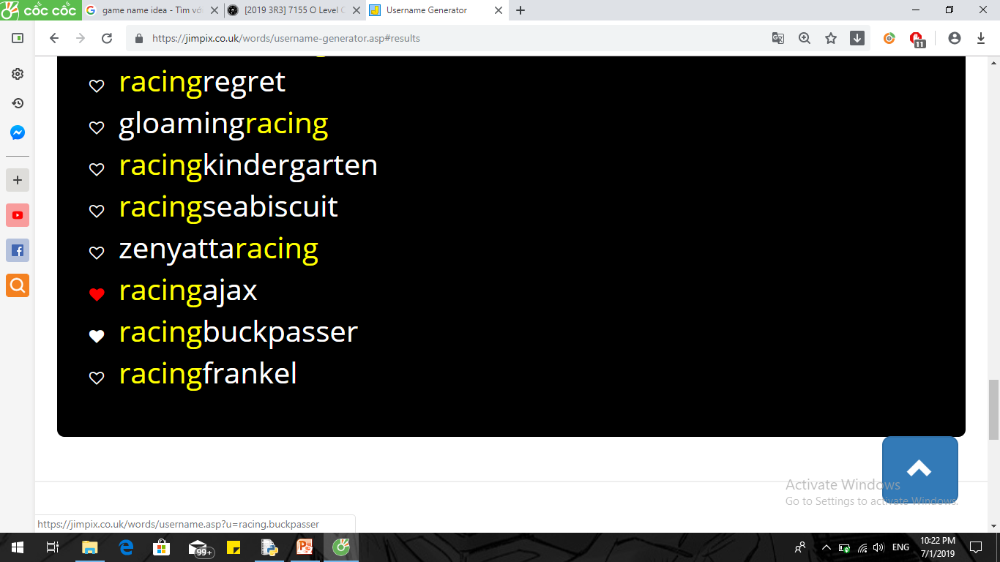 cốc cốc
game name idea - Tìm vớ
[2019 3R3] 7155 O Level C
Username Generator
https://jimpix.co.uk/words/username-generator.asp#results
11
racingregret
gloamingracing
racingkindergarten
racingseabiscuit
zenyattaracing
racingajax
racingbuckpasser
racingfrankel
Activate Windows
Go to Settings to activate Windows.
https://jimpix.co.uk/words/username.asp?u=racing.buckpasser
99+
ENG
10:22 PM
7/1/2019